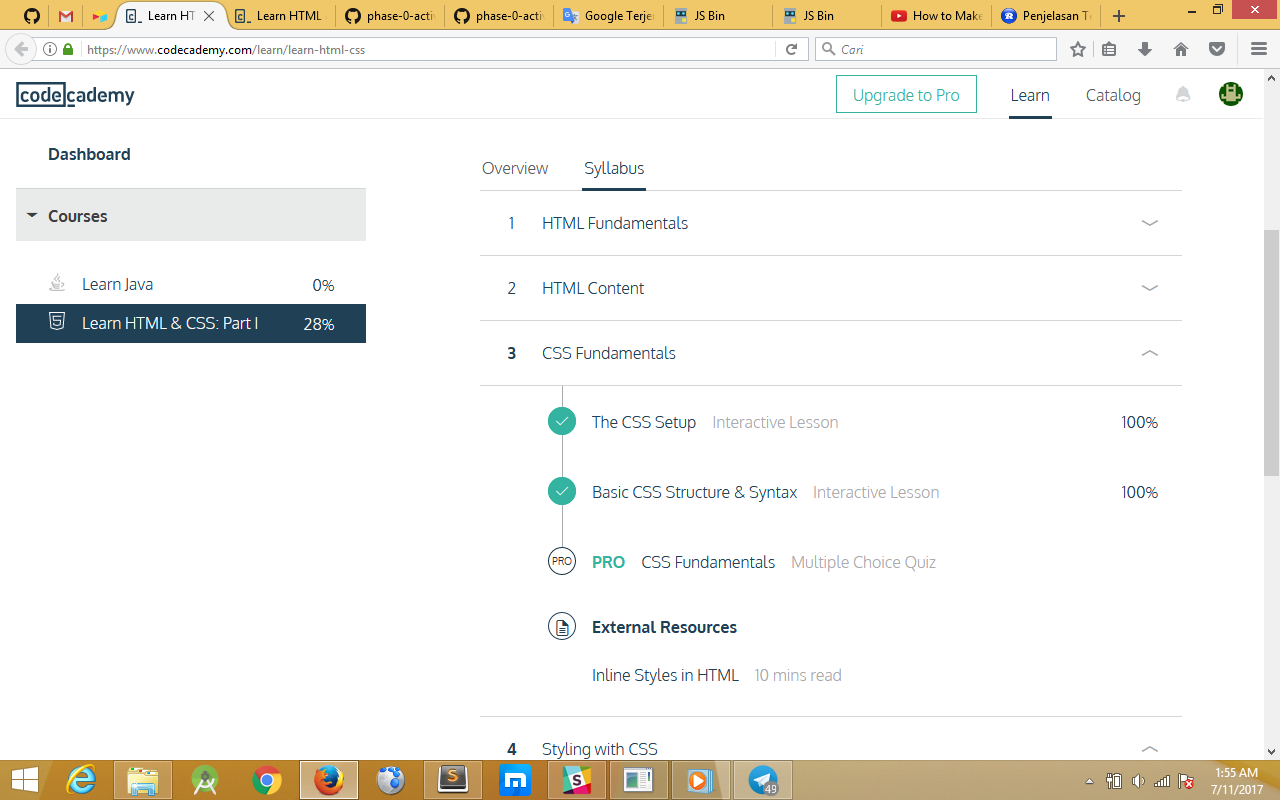 Learn HT
Learn HTML
phase-0-activ
phase-0-activ
Google Terje
JS Bin
JS Bin
How to Make
Penjelasan T
https://www.codecademy.com/learn/learn-html-css
Cari
codecademy
Upgrade to Pro
Learn
Catalog
Dashboard
Courses
Learn Java 0%
Learn HTML & CSS: Part I 28%
Overview Syllabus
1 HTML Fundamentals
2 HTML Content
3 CSS Fundamentals
The CSS Setup Interactive Lesson 100%
Basic CSS Structure & Syntax Interactive Lesson 100%
PRO PRO CSS Fundamentals Multiple Choice Quiz
External Resources
Inline Styles in HTML 10 mins read
4 Styling with CSS
49
1:55 AM
7/11/2017